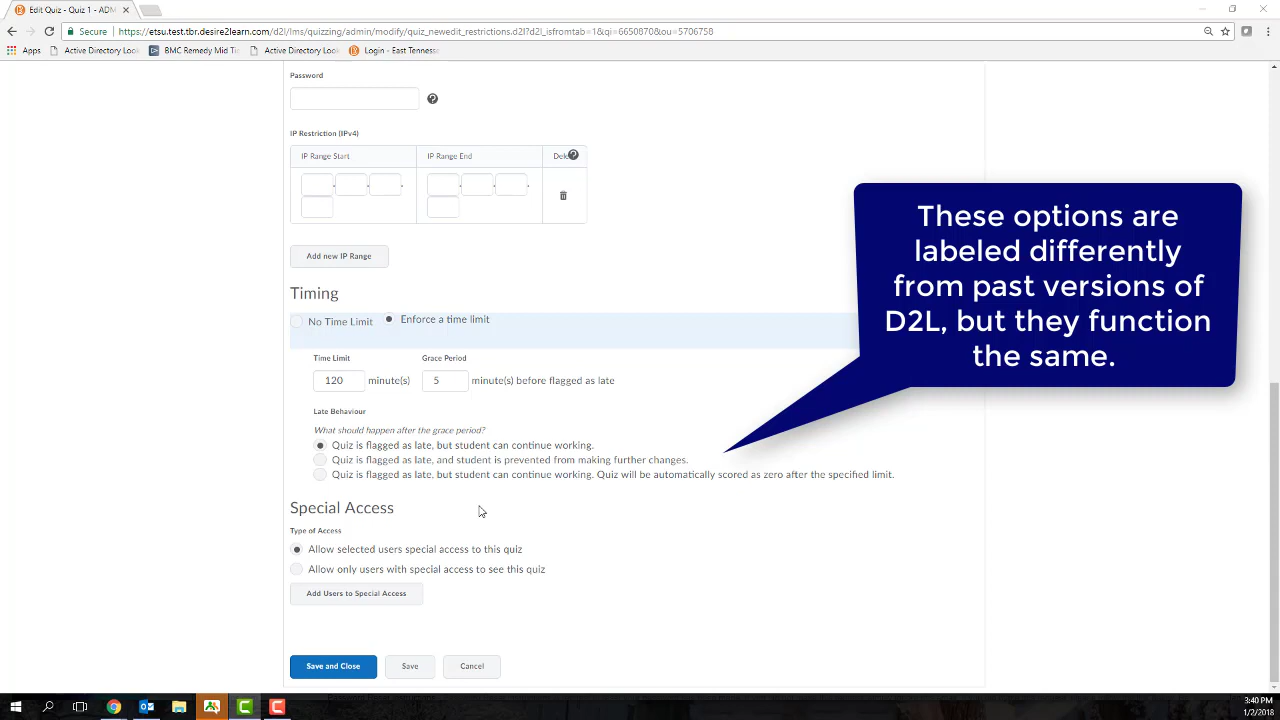 Edit Quiz - Quiz 1 - ADM
Secure
https://etsu.test.tbr.desire2learn.com/d2l/lms/quizzing/admin/modify/quiz_newedit_restrictions.d2l?d2l_isfromtab=1&qi=6650870&ou=5706758
Apps Active Directory Loo BMC Remedy Mid Tie Active Directory Loo Login - East Tennesse
Password
IP Restriction (IPv4)
IP Range Start IP Range End
Add new IP Range
Timing
No Time Limit Enforce a time limit
Time Limit Grace Period
120 minute(s) 5 minute(s) before flagged as late
Late Behaviour
What should happen after the grace period?
Quiz is flagged as late, but student can continue working.
Quiz is flagged as late, and student is prevented from making further changes.
Quiz is flagged as late, but student can continue working. Quiz will be automatically scored as zero after the specified limit.
Special Access
Type of Access
Allow selected users special access to this quiz
Allow only users with special access to see this quiz
Add Users to Special Access
Save and Close Save Cancel
These options are
labeled differently
from past versions of
D2L, but they function
the same.
3:40 PM
1/2/2018